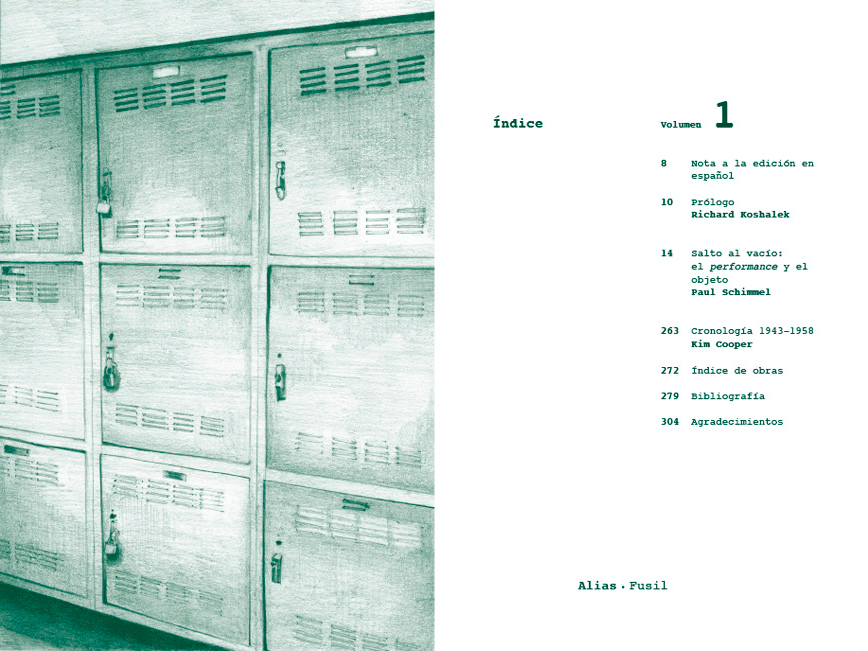 Índice
Volumen 1
8 Nota a la edición en
español
10 Prólogo
Richard Koshalek
14 Salto al vacío:
el performance y el
objeto
Paul Schimmel
263 Cronología 1943–1958
Kim Cooper
272 Índice de obras
279 Bibliografía
304 Agradecimientos
Alias · Fusil